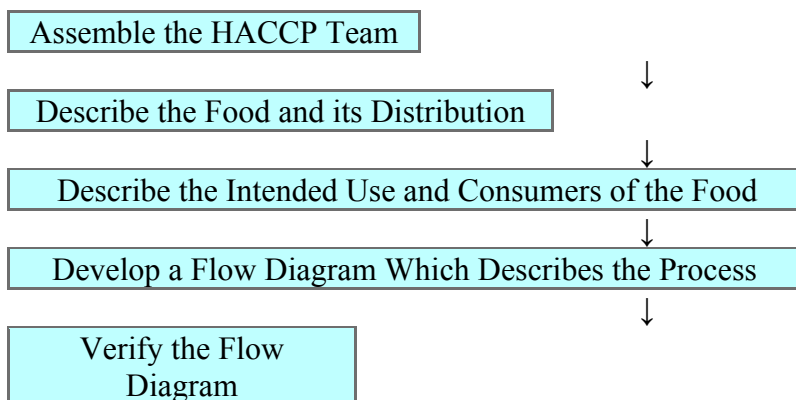 Assemble the HACCP Team
↓
Describe the Food and its Distribution
↓
Describe the Intended Use and Consumers of the Food
↓
Develop a Flow Diagram Which Describes the Process
↓
Verify the Flow
Diagram